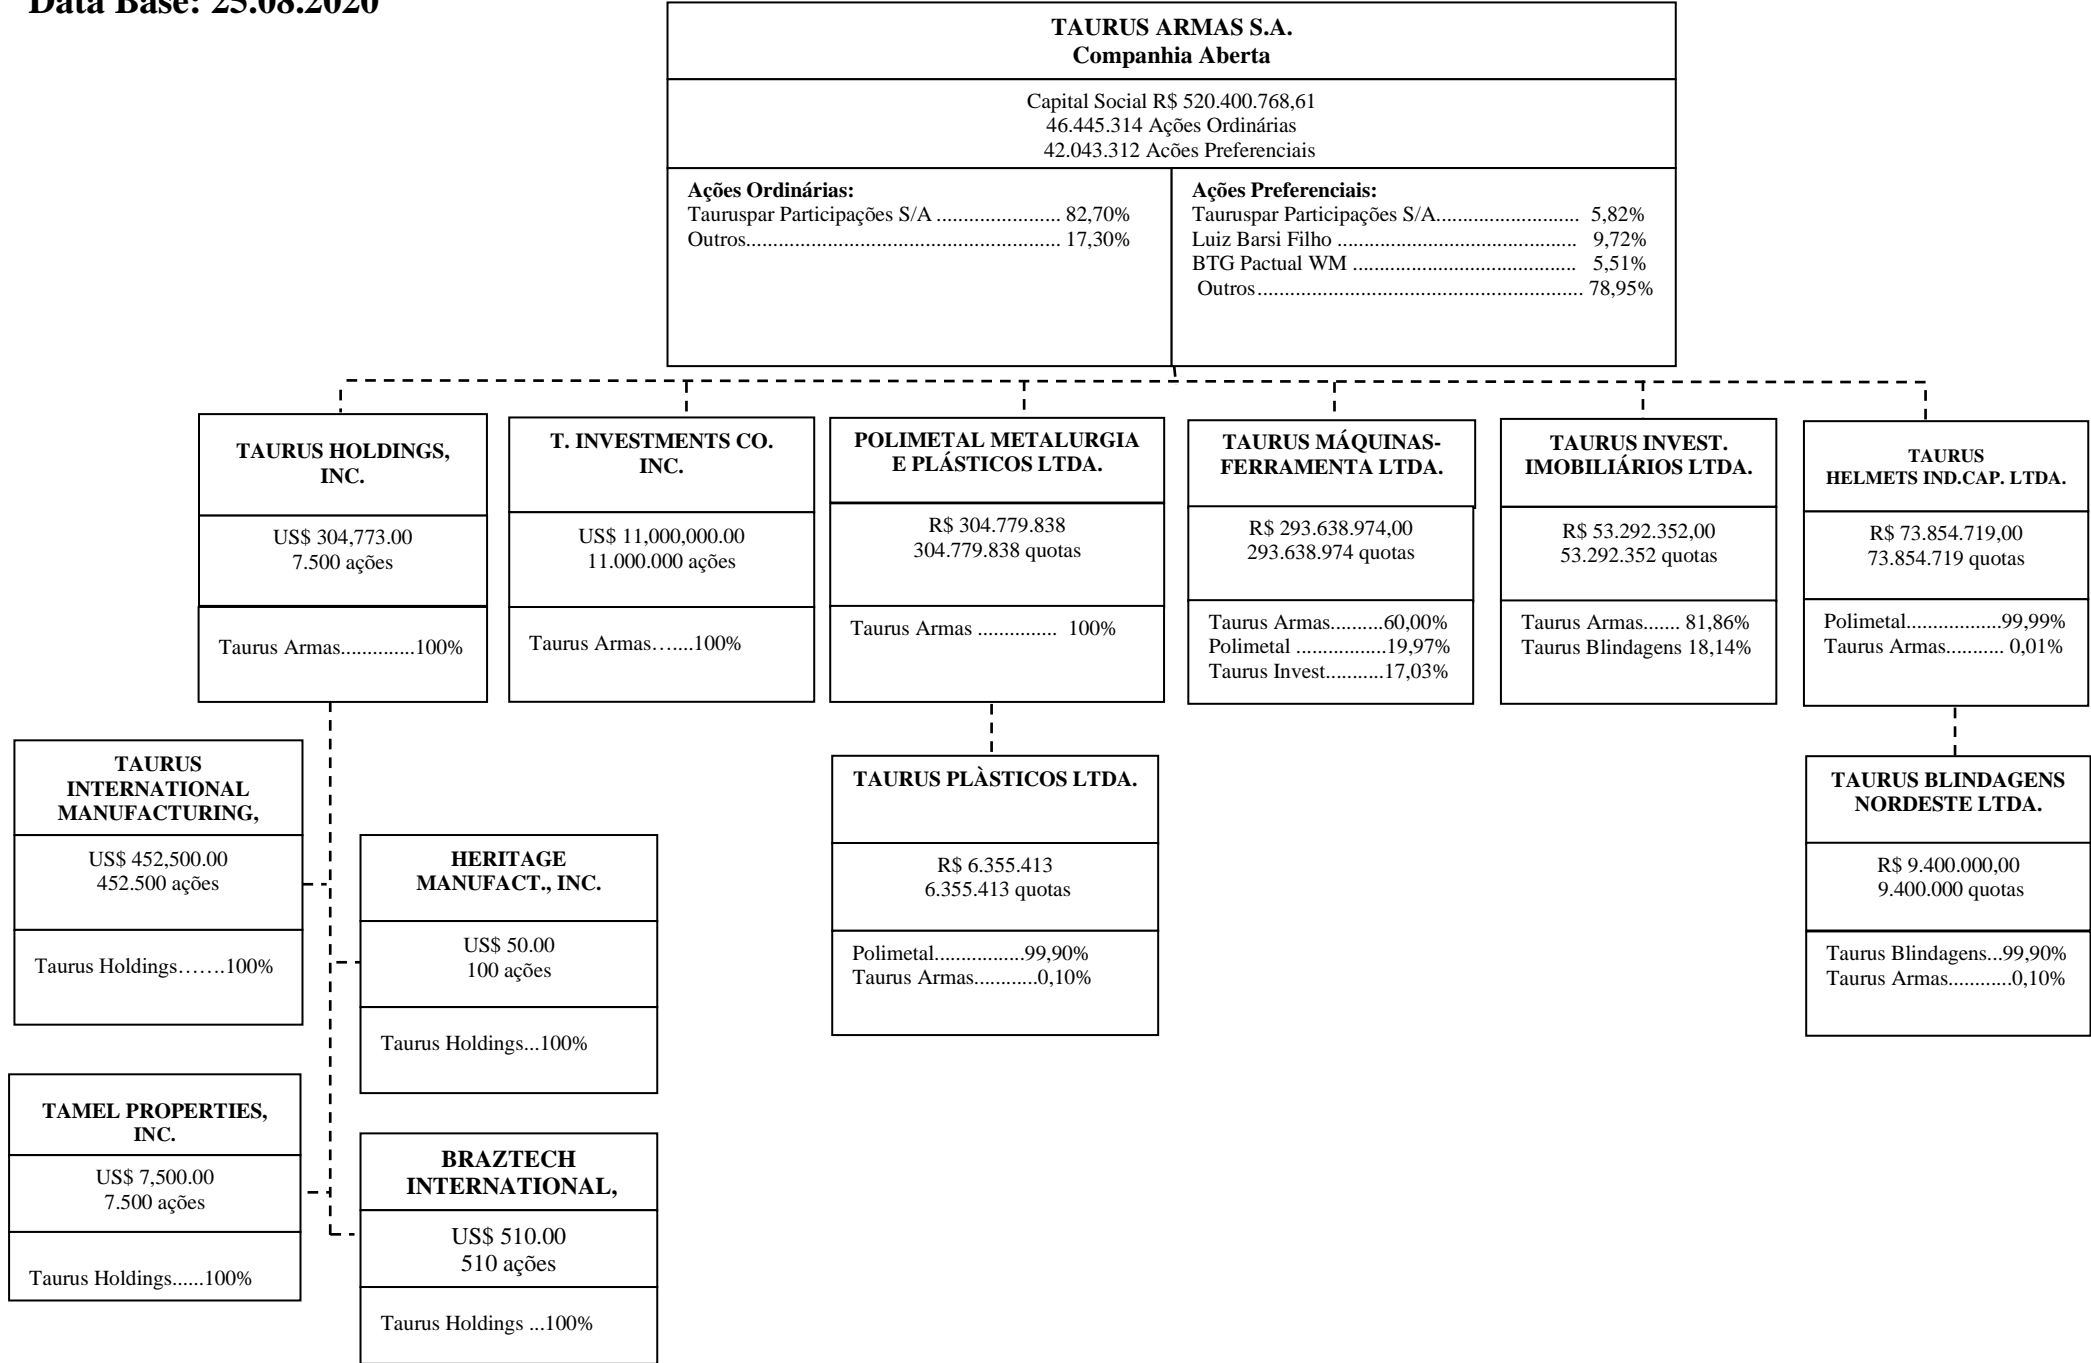 Data Base: 25.08.2020
TAURUS ARMAS S.A.
Companhia Aberta
Capital Social R$ 520.400.768,61
46.445.314 Ações Ordinárias
42.043.312 Ações Preferenciais
Ações Ordinárias:
Tauruspar Participações S/A ....................... 82,70%
Outros........................................................... 17,30%
Ações Preferenciais:
Tauruspar Participações S/A........................... 5,82%
Luiz Barsi Filho ............................................. 9,72%
BTG Pactual WM .......................................... 5,51%
Outros............................................................. 78,95%
TAURUS HOLDINGS,
INC.
US$ 304,773.00
7.500 ações
Taurus Armas..............100%
T. INVESTMENTS CO.
INC.
US$ 11,000,000.00
11.000.000 ações
Taurus Armas…....100%
POLIMETAL METALURGIA
E PLÁSTICOS LTDA.
R$ 304.779.838
304.779.838 quotas
Taurus Armas ............... 100%
TAURUS MÁQUINAS-
FERRAMENTA LTDA.
R$ 293.638.974,00
293.638.974 quotas
Taurus Armas..........60,00%
Polimetal .................19,97%
Taurus Invest...........17,03%
TAURUS INVEST.
IMOBILIÁRIOS LTDA.
R$ 53.292.352,00
53.292.352 quotas
Taurus Armas....... 81,86%
Taurus Blindagens 18,14%
TAURUS
HELMETS IND.CAP. LTDA.
R$ 73.854.719,00
73.854.719 quotas
Polimetal..................99,99%
Taurus Armas........... 0,01%
TAURUS
INTERNATIONAL
MANUFACTURING,
US$ 452,500.00
452.500 ações
Taurus Holdings…….100%
HERITAGE
MANUFACT., INC.
US$ 50.00
100 ações
Taurus Holdings...100%
TAMEL PROPERTIES,
INC.
US$ 7,500.00
7.500 ações
Taurus Holdings......100%
BRAZTECH
INTERNATIONAL,
US$ 510.00
510 ações
Taurus Holdings ...100%
TAURUS PLÀSTICOS LTDA.
R$ 6.355.413
6.355.413 quotas
Polimetal.................99,90%
Taurus Armas............0,10%
TAURUS BLINDAGENS
NORDESTE LTDA.
R$ 9.400.000,00
9.400.000 quotas
Taurus Blindagens...99,90%
Taurus Armas............0,10%